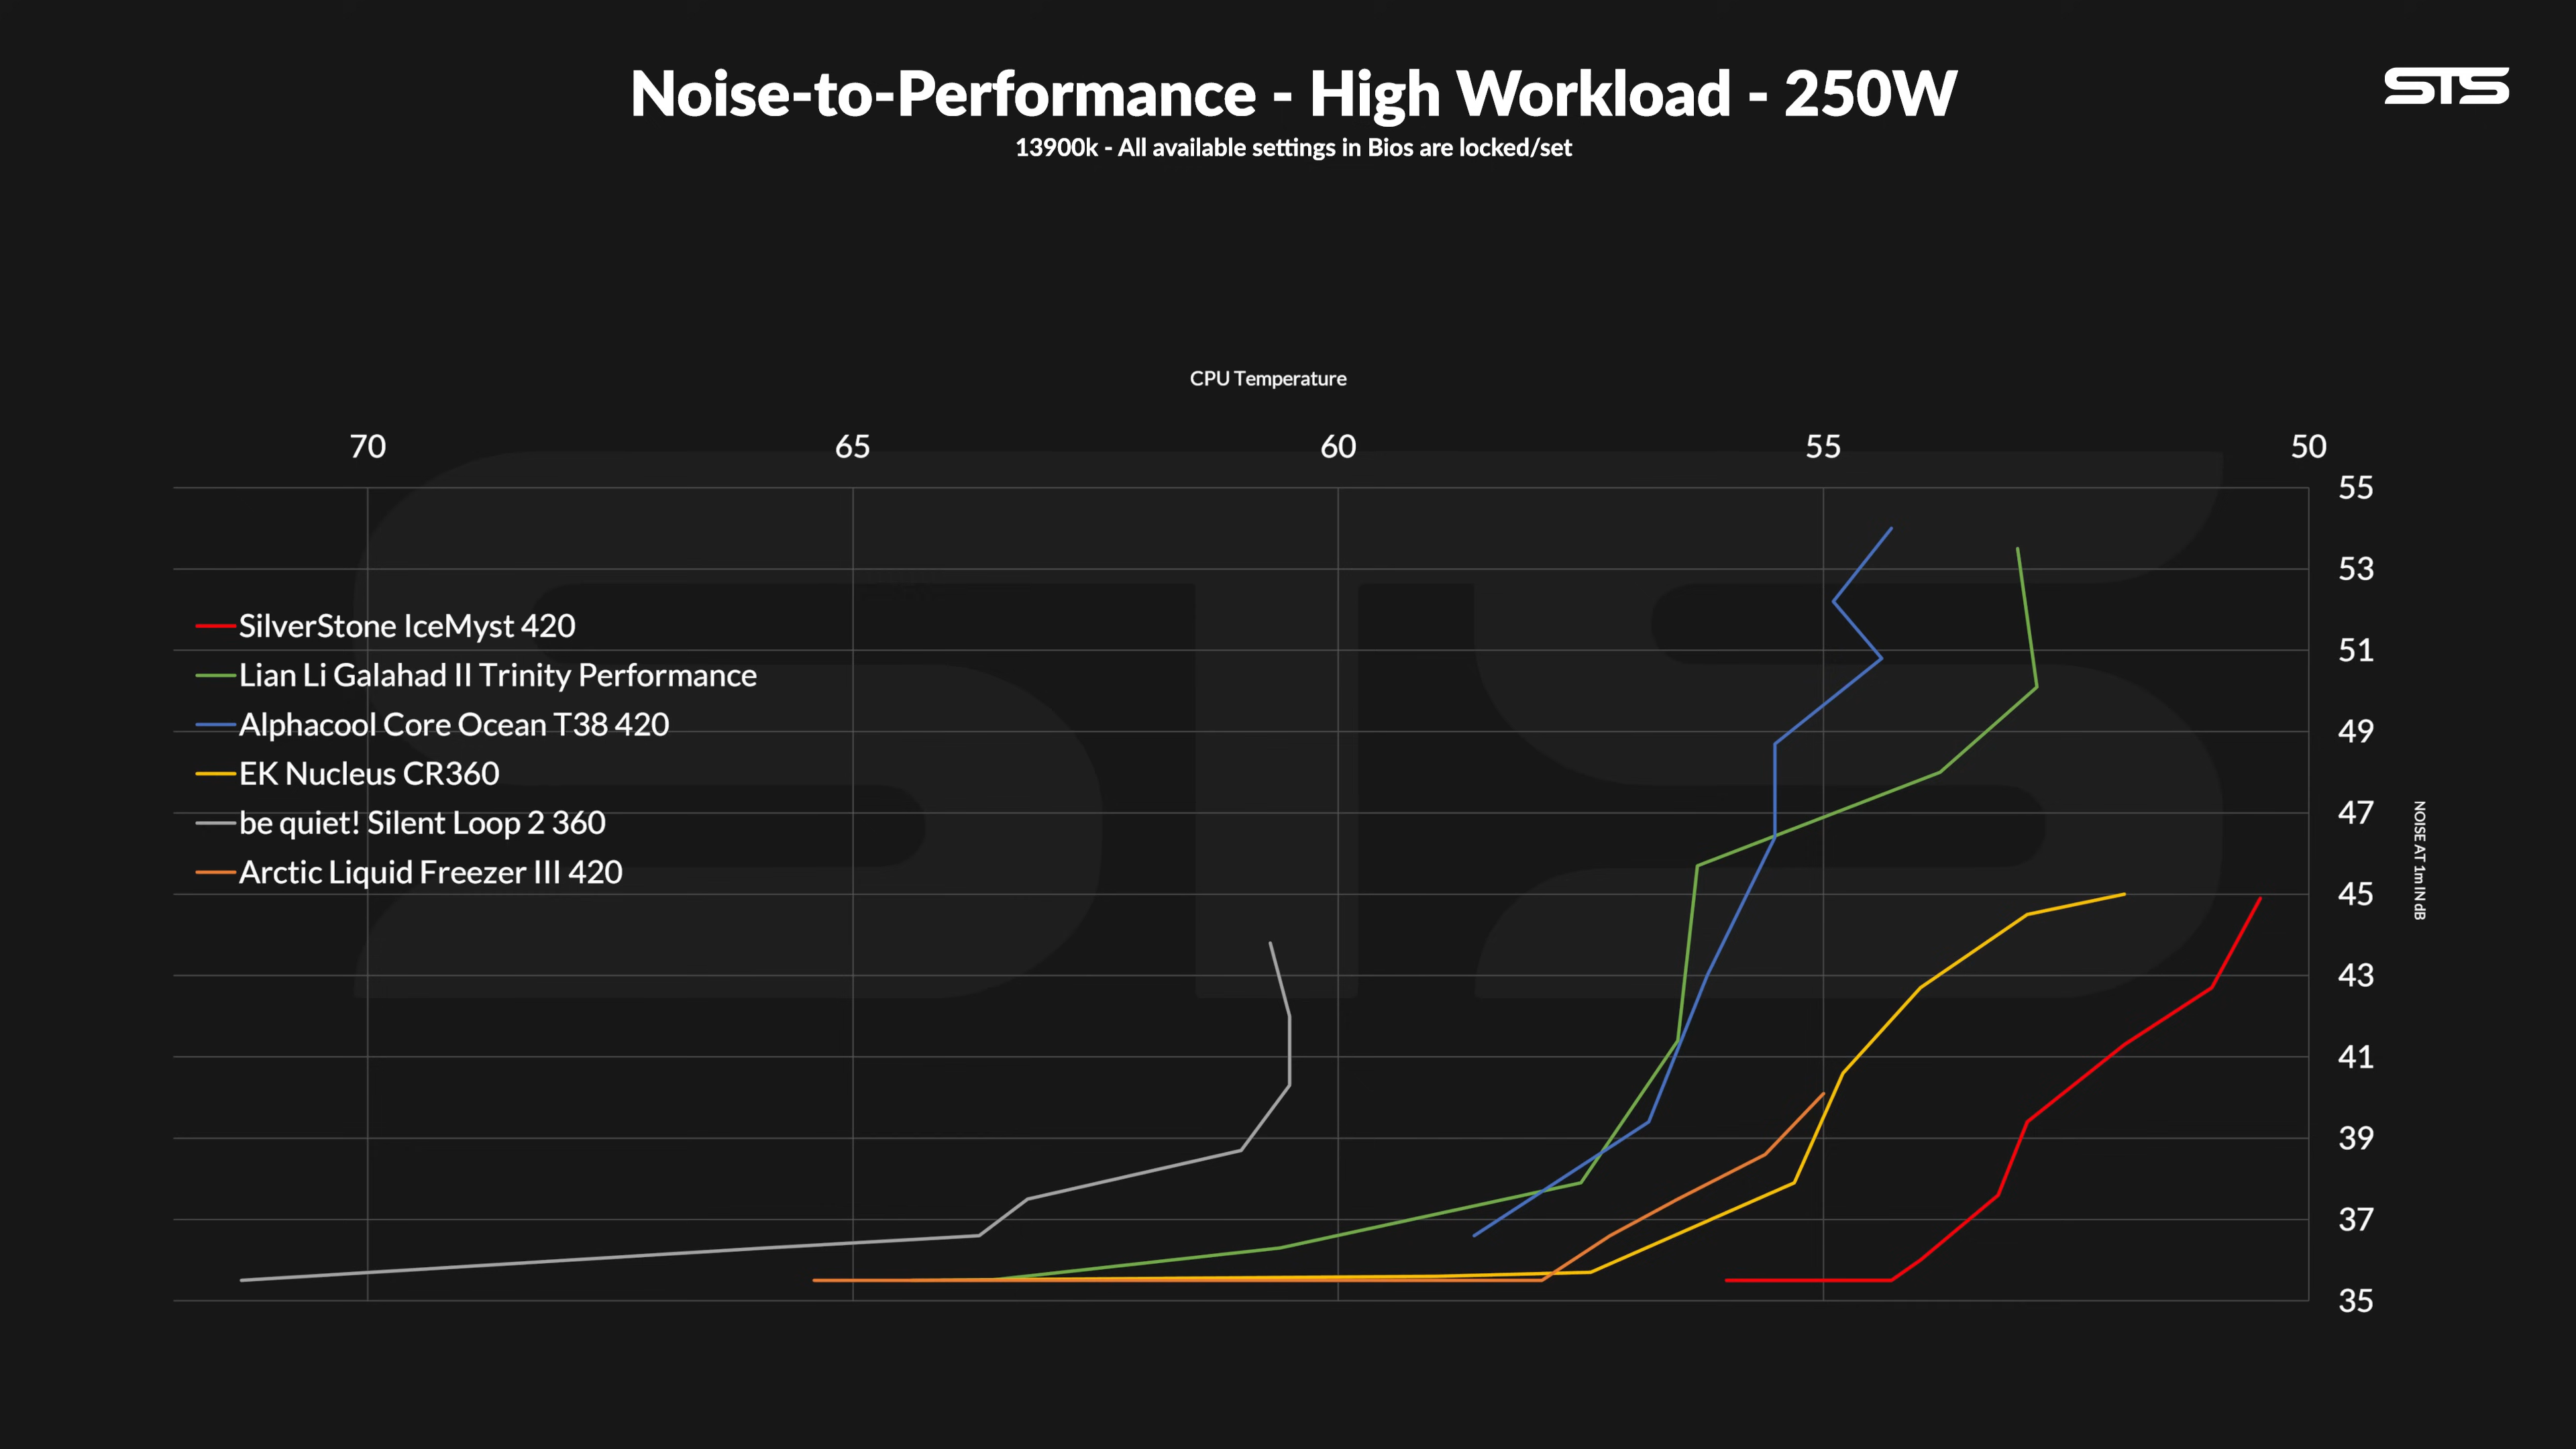 Noise-to-Performance - High Workload - 250W
STS
13900k - All available settings in Bios are locked/set
CPU Temperature
70 65 60 55 50
55
53
51
49
47
45
43
41
39
37
35
SilverStone IceMyst 420
Lian Li Galahad II Trinity Performance
Alphacool Core Ocean T38 420
EK Nucleus CR360
be quiet! Silent Loop 2 360
Arctic Liquid Freezer III 420
NOISE AT 1m IN dB
STS